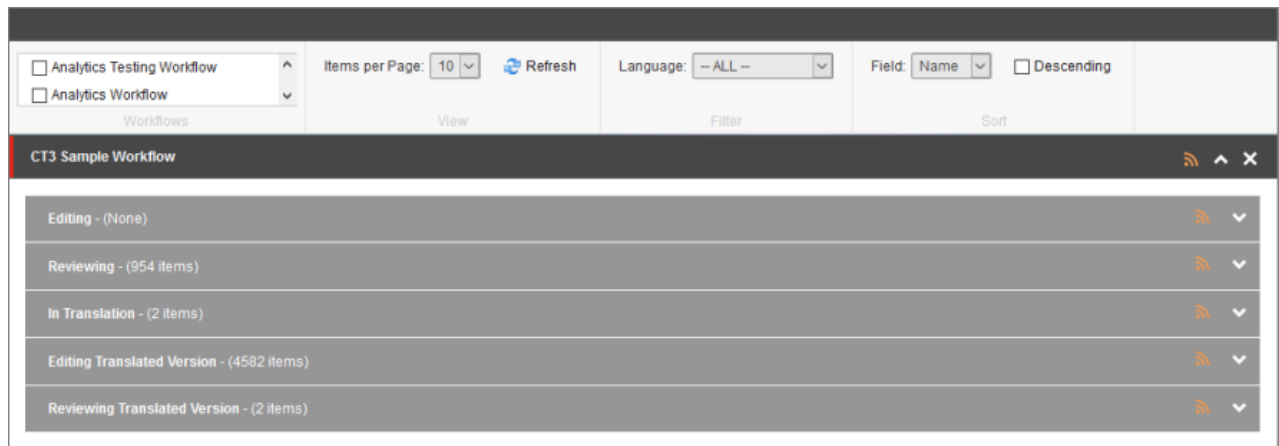 Analytics Testing Workflow
Analytics Workflow
Workflows
Items per Page: 10 Refresh
View
Language: -- ALL --
Filter
Field: Name Descending
Sort
CT3 Sample Workflow
Editing - (None)
Reviewing - (954 items)
In Translation - (2 items)
Editing Translated Version - (4582 items)
Reviewing Translated Version - (2 items)